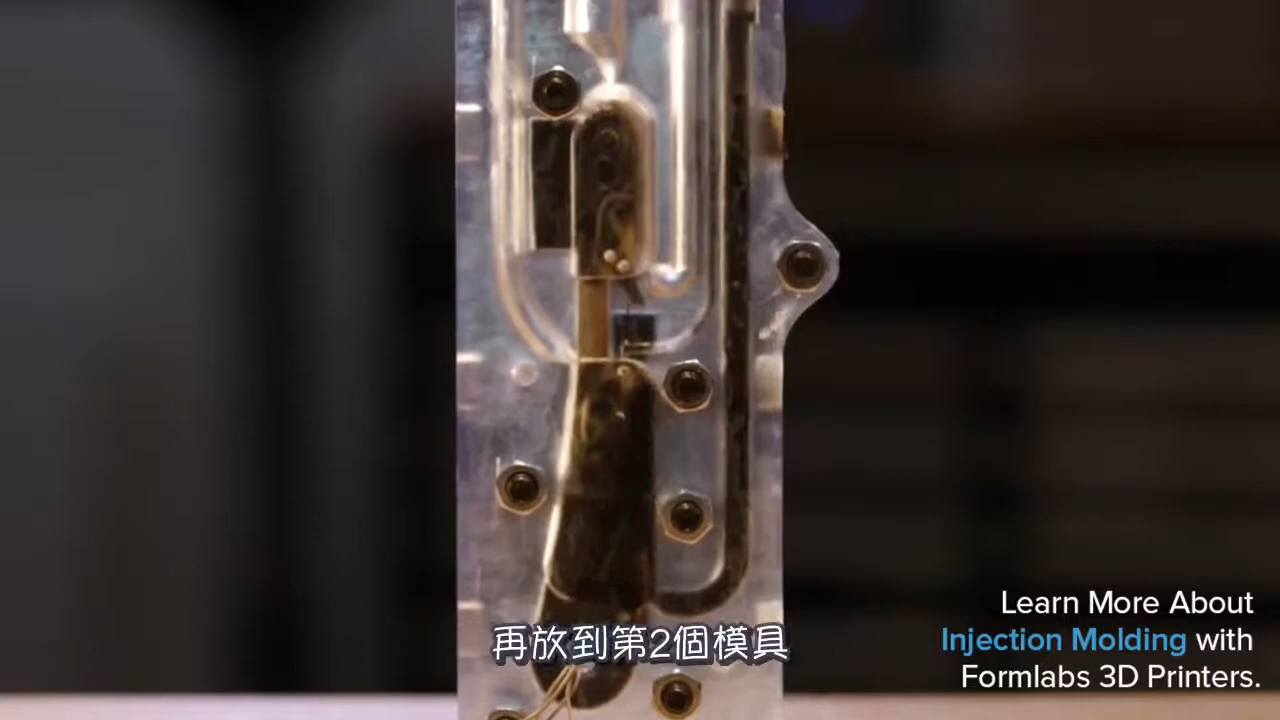 再放到第2個模具
Learn More About
Injection Molding with
Formlabs 3D Printers.